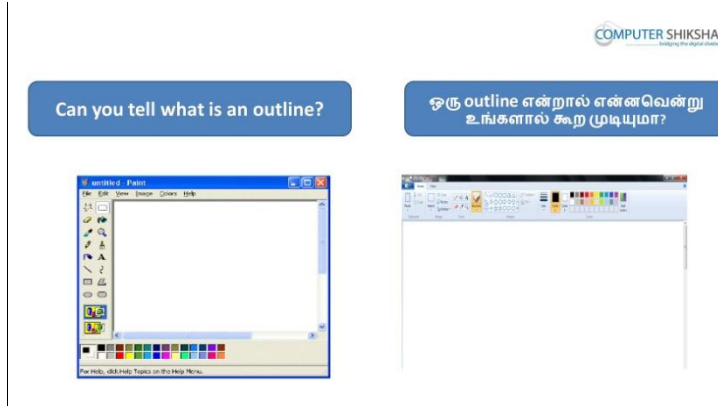 COMPUTER SHIKSHA
bridging the digital divide
Can you tell what is an outline?
ஒரு outline என்றால் என்னவென்று
உங்களால் கூற முடியுமா?
untitled - Paint
File Edit View Image Colors Help
For Help, click Help Topics on the Help Menu.